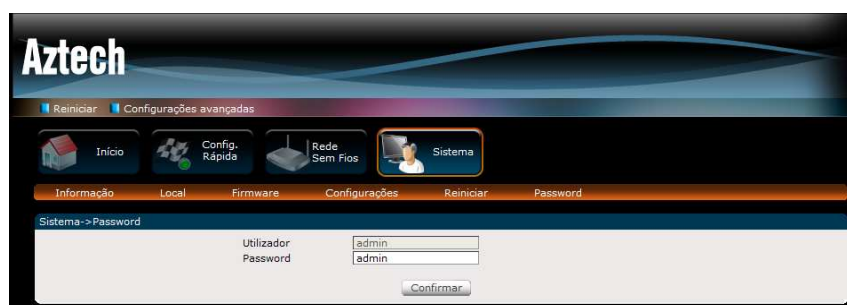 Aztech
Reiniciar Configurações avançadas
Início Config. Rápida Rede Sem Fios Sistema
Informação Local Firmware Configurações Reiniciar Password
Sistema->Password
Utilizador admin
Password admin
Confirmar